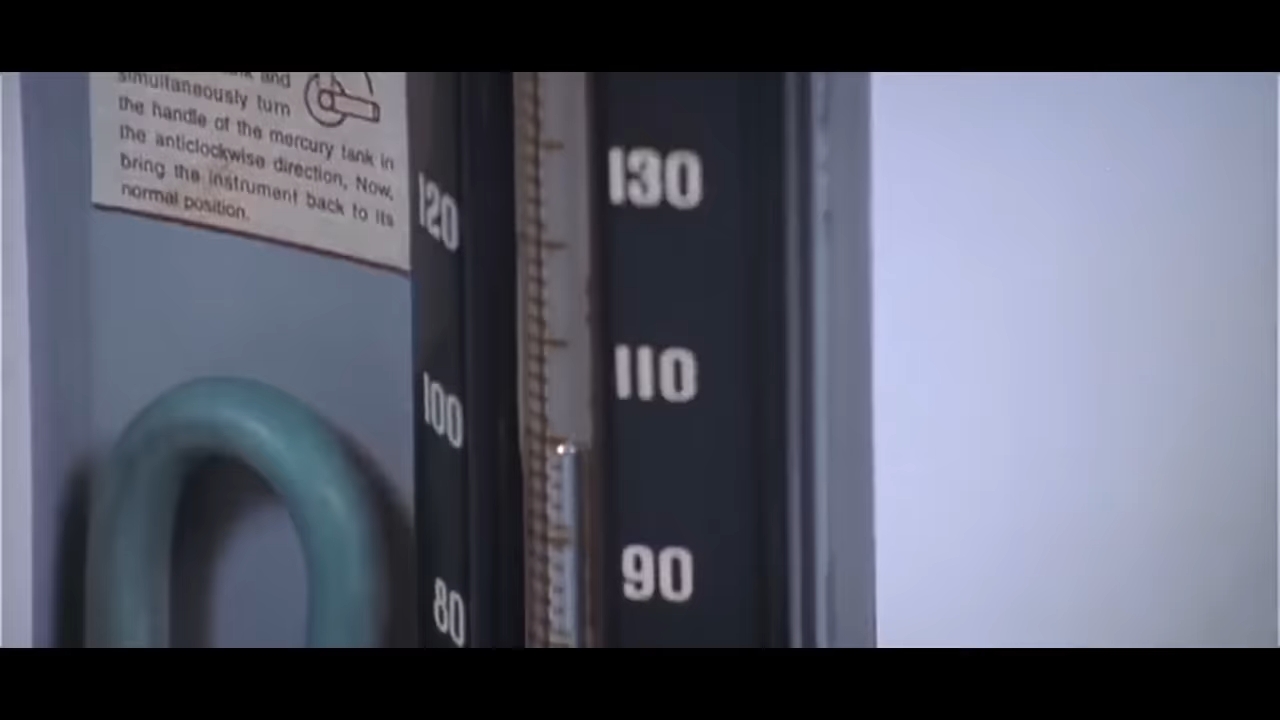 and
simultaneously turn
the handle of the mercury tank in
the anticlockwise direction, Now,
bring the instrument back to its
normal position.
120
130
100
110
80
90